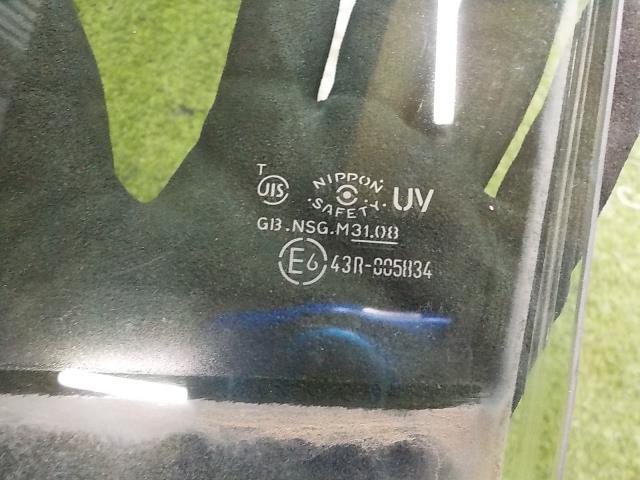 T
JIS
NIPPON
SAFETY
UV
GB.NSG.M31.08
E6 43R-005834